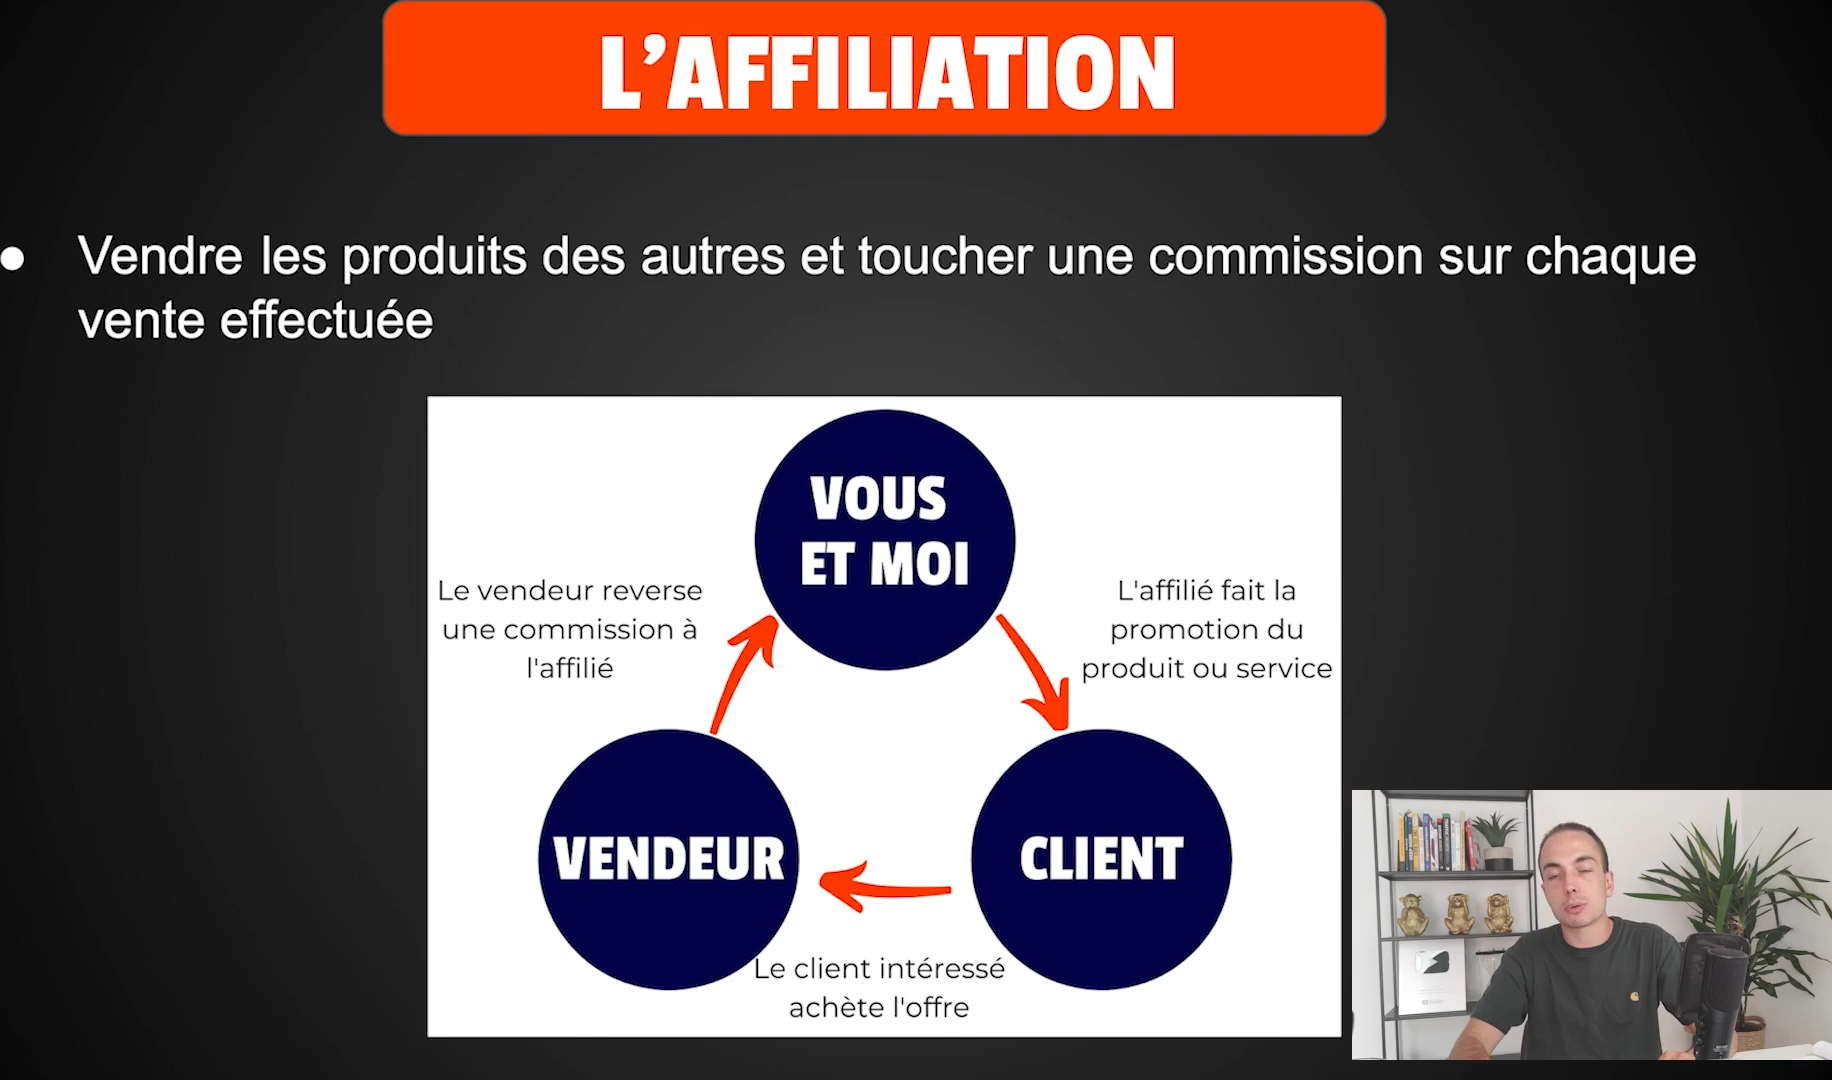 L'AFFILIATION
● Vendre les produits des autres et toucher une commission sur chaque
vente effectuée
VOUS
ET MOI
Le vendeur reverse
une commission à
l'affilié
L'affilié fait la
promotion du
produit ou service
VENDEUR
CLIENT
Le client intéressé
achète l'offre